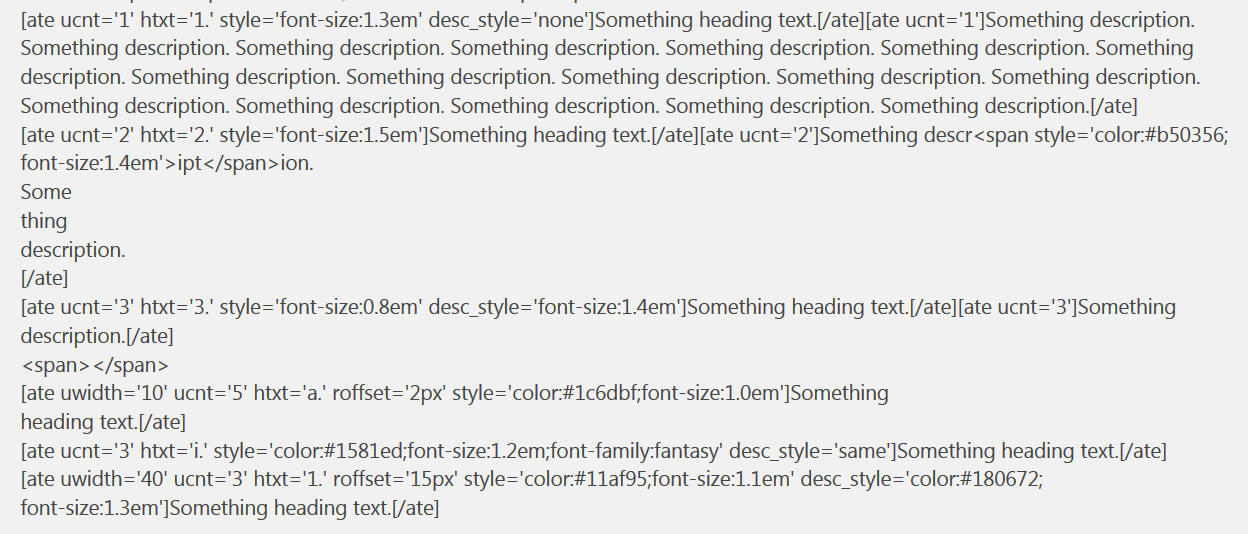 [ate ucnt='1' htxt='1.' style='font-size:1.3em' desc_style='none']Something heading text.[/ate][ate ucnt='1']Something description.
Something description. Something description. Something description. Something description. Something description. Something
description. Something description. Something description. Something description. Something description. Something description.
Something description. Something description. Something description. Something description. Something description.[/ate]
[ate ucnt='2' htxt='2.' style='font-size:1.5em']Something heading text.[/ate][ate ucnt='2']Something descr<span style='color:#b50356;
font-size:1.4em'>ipt</span>ion.
Some
thing
description.
[/ate]
[ate ucnt='3' htxt='3.' style='font-size:0.8em' desc_style='font-size:1.4em']Something heading text.[/ate][ate ucnt='3']Something
description.[/ate]
<span></span>
[ate uwidth='10' ucnt='5' htxt='a.' roffset='2px' style='color:#1c6dbf;font-size:1.0em']Something
heading text.[/ate]
[ate ucnt='3' htxt='i.' style='color:#1581ed;font-size:1.2em;font-family:fantasy' desc_style='same']Something heading text.[/ate]
[ate uwidth='40' ucnt='3' htxt='1.' roffset='15px' style='color:#11af95;font-size:1.1em' desc_style='color:#180672;
font-size:1.3em']Something heading text.[/ate]